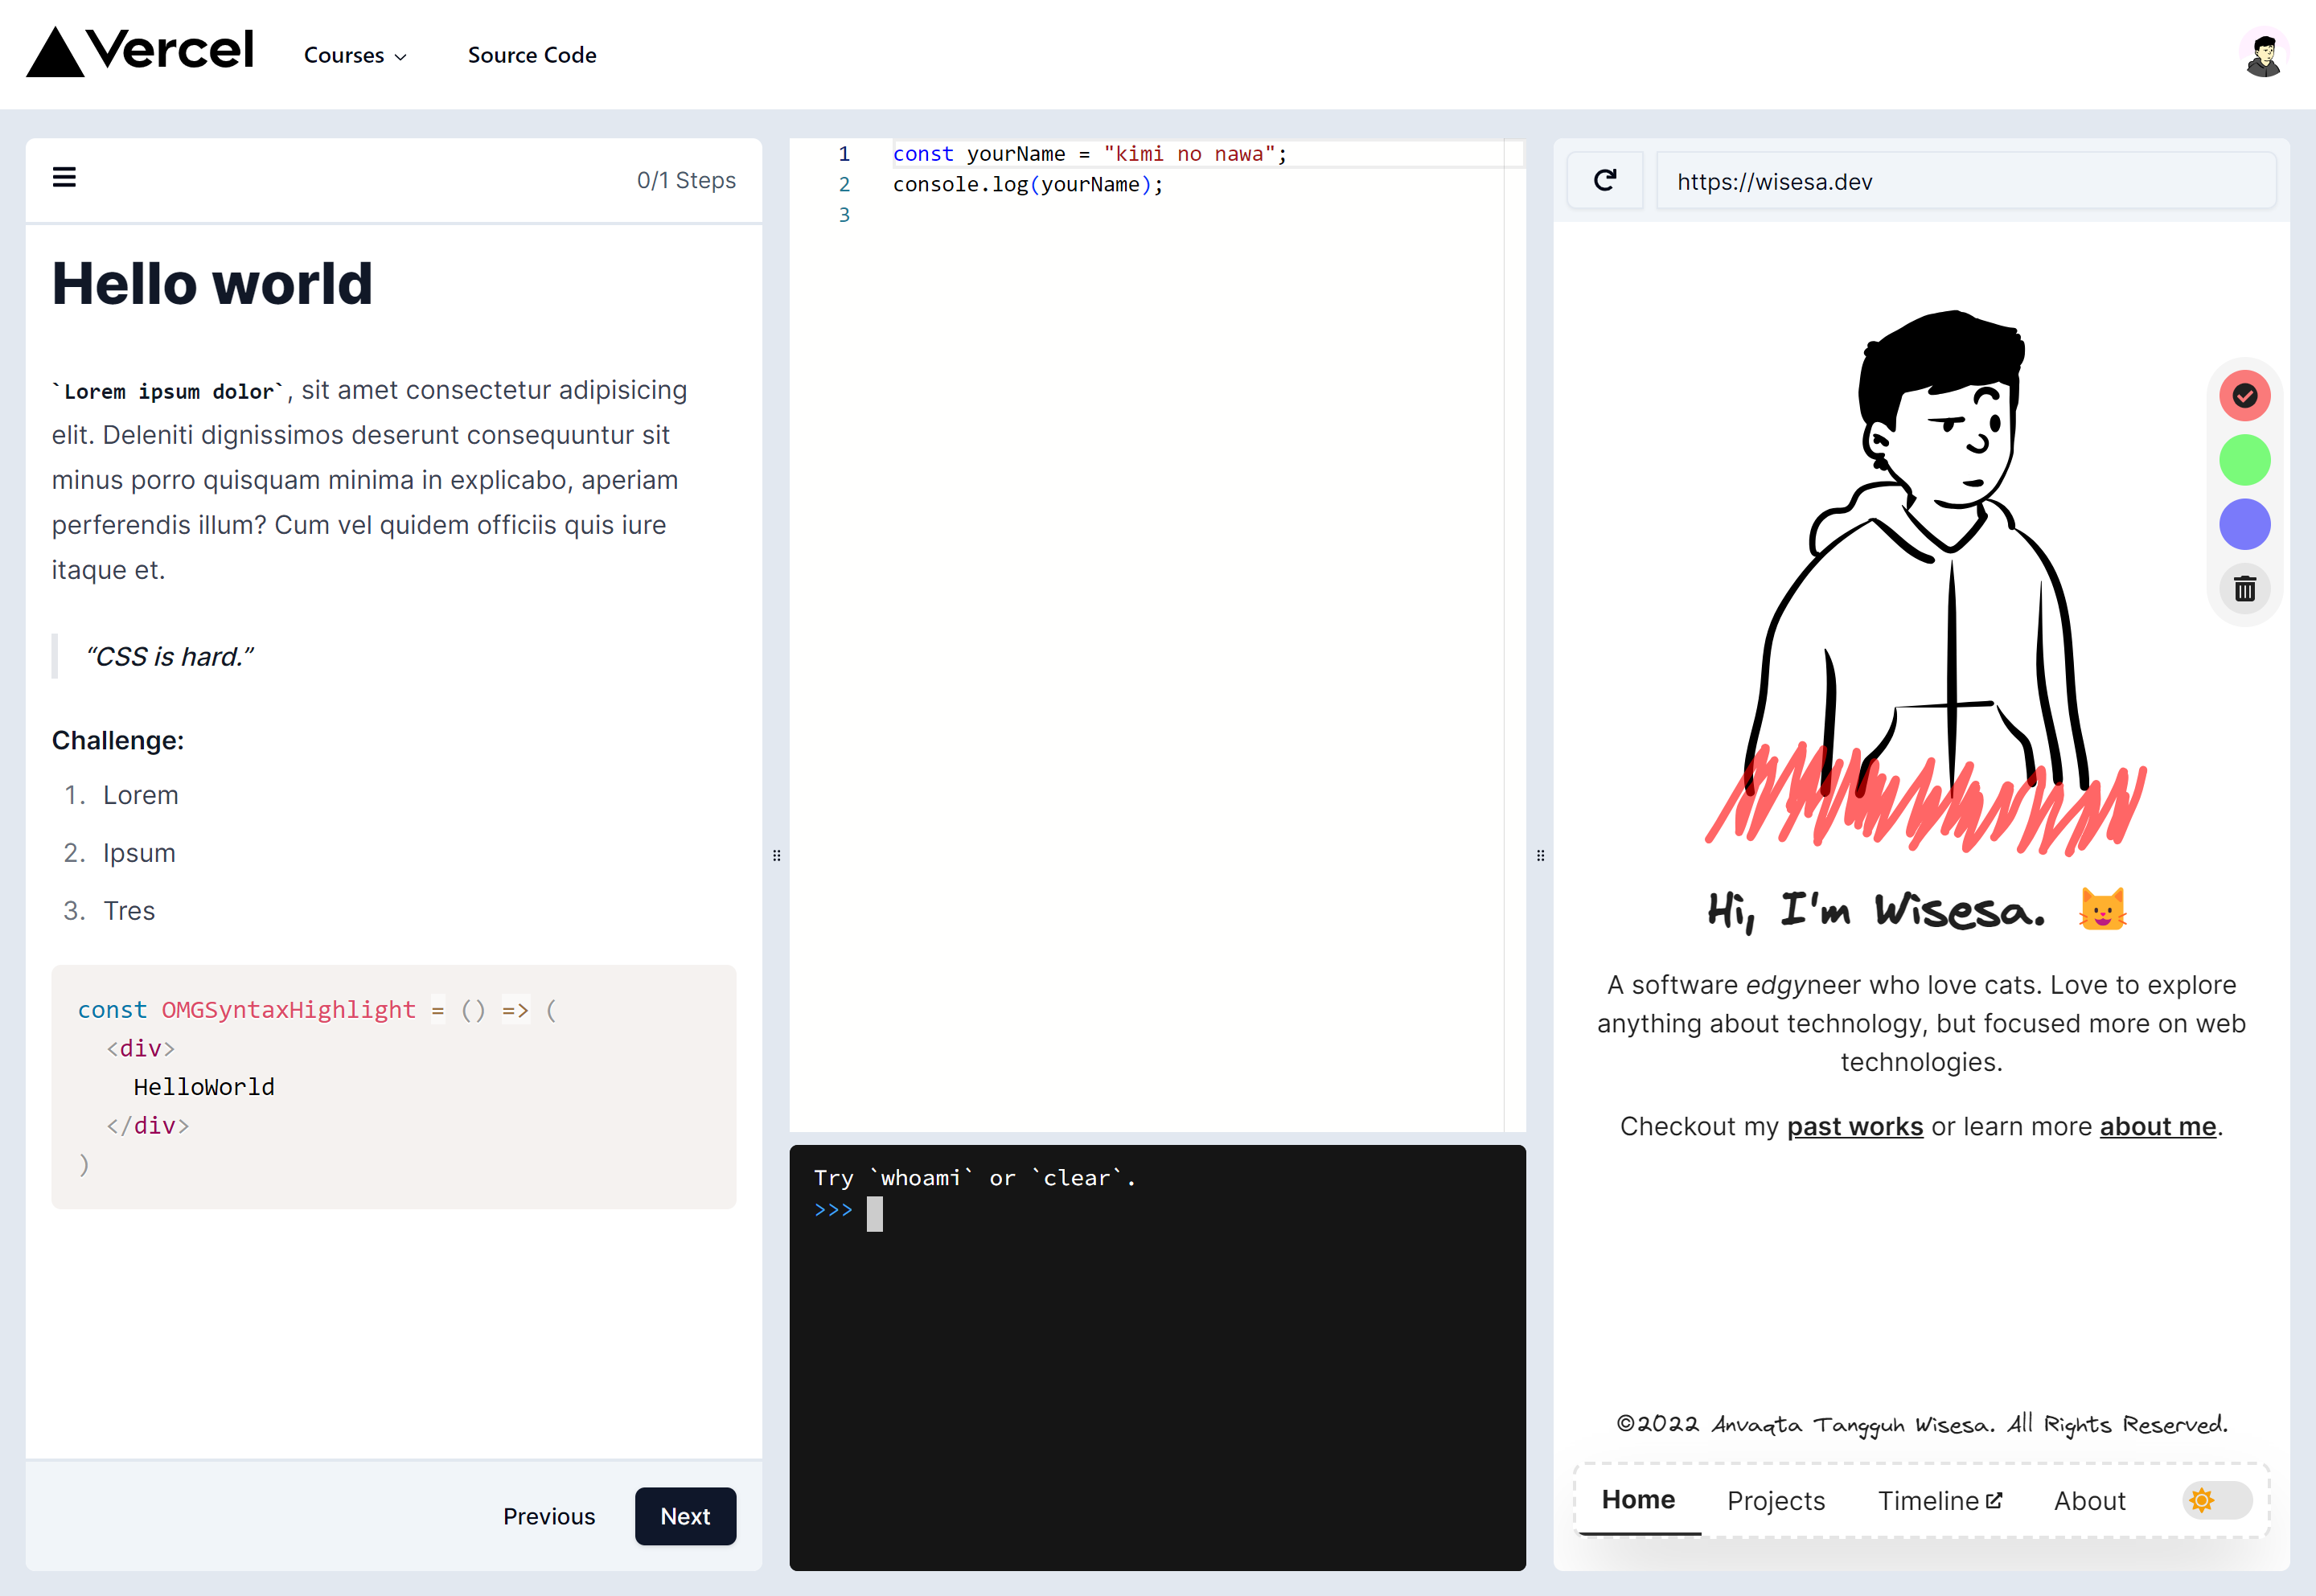 Vercel
Courses
Source Code
0/1 Steps
Hello world
`Lorem ipsum dolor`, sit amet consectetur adipisicing
elit. Deleniti dignissimos deserunt consequuntur sit
minus porro quisquam minima in explicabo, aperiam
perferendis illum? Cum vel quidem officiis quis iure
itaque et.
“CSS is hard.”
Challenge:
1. Lorem
2. Ipsum
3. Tres
const OMGSyntaxHighlight = () => (
<div>
HelloWorld
</div>
)
Previous
Next
1 const yourName = "kimi no nawa";
2 console.log(yourName);
3
Try `whoami` or `clear`.
>>>
https://wisesa.dev
Hi, I'm Wisesa. 😺
A software edgyneer who love cats. Love to explore
anything about technology, but focused more on web
technologies.
Checkout my past works or learn more about me.
©2022 Anvaqta Tangguh Wisesa. All Rights Reserved.
Home
Projects
Timeline
About